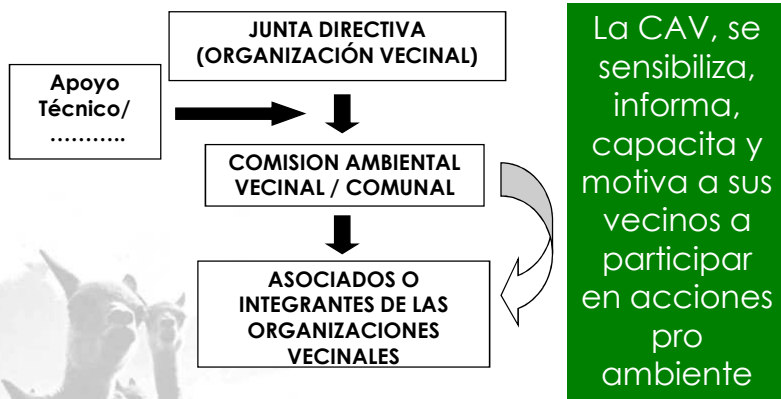 JUNTA DIRECTIVA
(ORGANIZACIÓN VECINAL)
Apoyo
Técnico/
………..
COMISION AMBIENTAL
VECINAL / COMUNAL
ASOCIADOS O
INTEGRANTES DE LAS
ORGANIZACIONES
VECINALES
La CAV, se
sensibiliza,
informa,
capacita y
motiva a sus
vecinos a
participar
en acciones
pro
ambiente